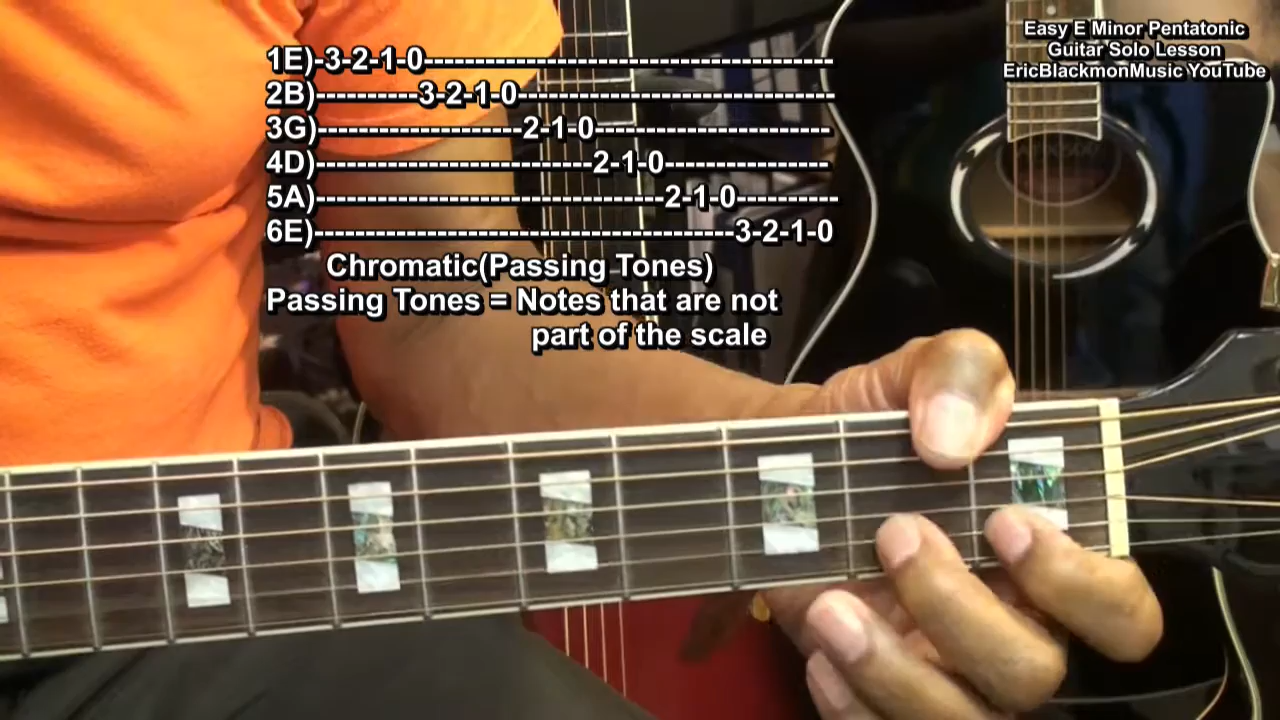 Easy E Minor Pentatonic
Guitar Solo Lesson
EricBlackmonMusic YouTube
1E)-3-2-1-0-----------------------------------------
2B)---------3-2-1-0--------------------------------
3G)------------------2-1-0------------------------
4D)------------------------2-1-0----------------
5A)------------------------------2-1-0----------
6E)------------------------------------3-2-1-0
Chromatic(Passing Tones)
Passing Tones = Notes that are not
part of the scale